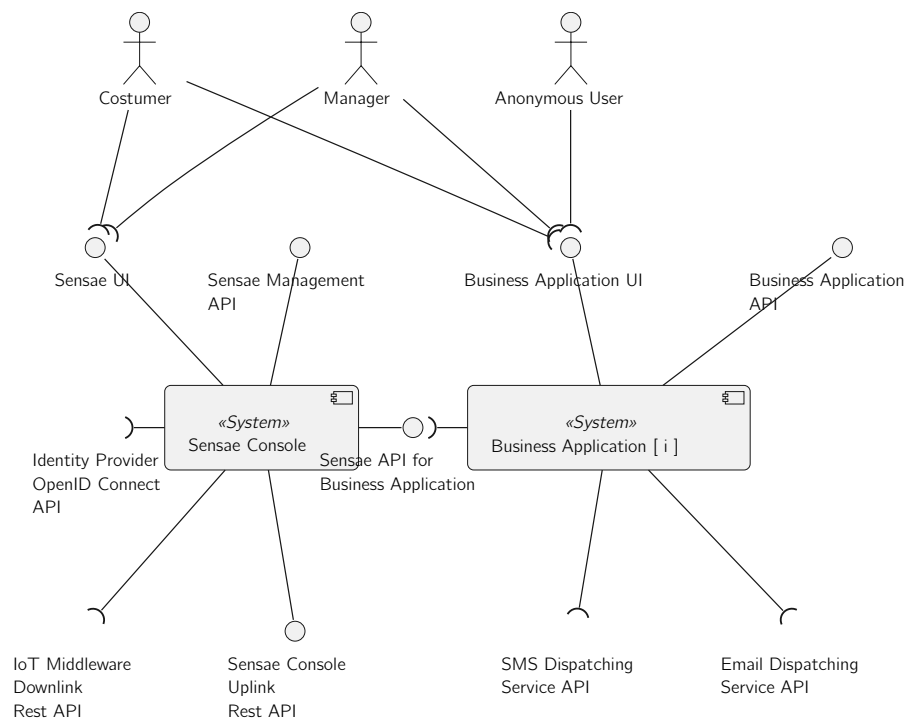 Costumer
Manager
Anonymous User
Sensae UI
Sensae Management
API
Business Application UI
Business Application
API
«System»
Sensae Console
«System»
Business Application [ i ]
Identity Provider
OpenID Connect
API
Sensae API for
Business Application
IoT Middleware
Downlink
Rest API
Sensae Console
Uplink
Rest API
SMS Dispatching
Service API
Email Dispatching
Service API